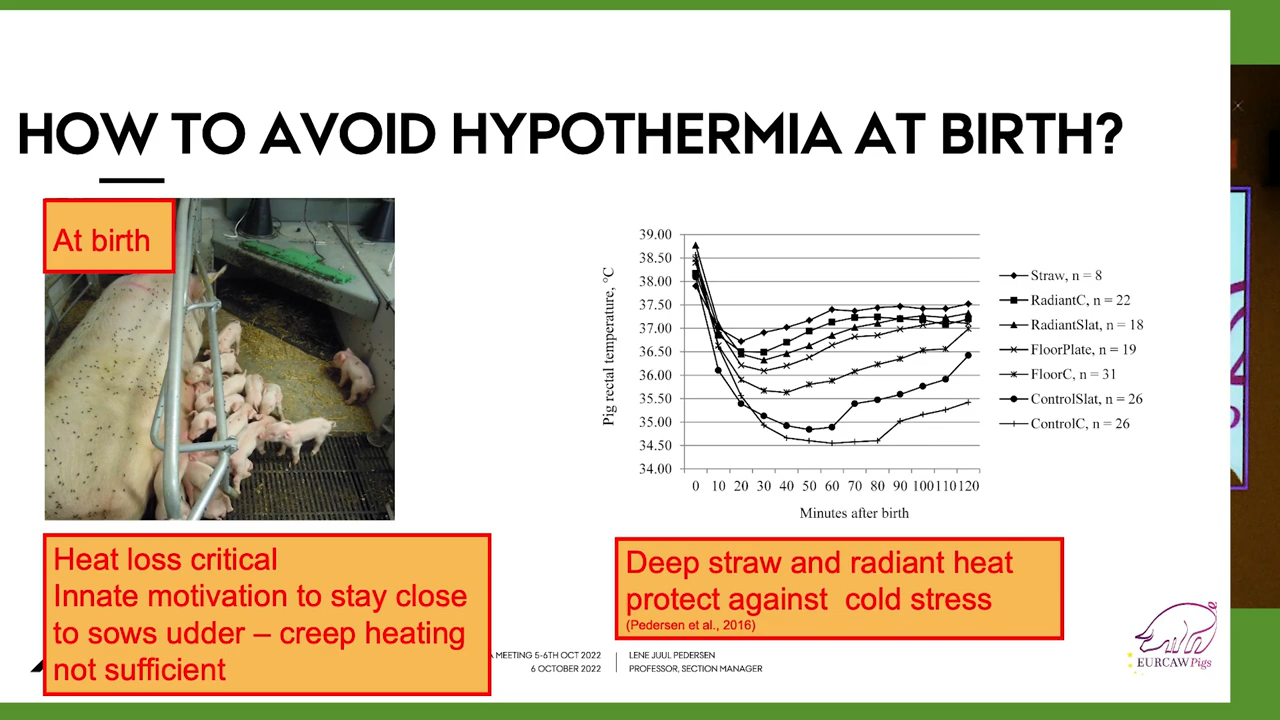 HOW TO AVOID HYPOTHERMIA AT BIRTH?
At birth
39.00
38.50
38.00
37.50
37.00
36.50
36.00
35.50
35.00
34.50
34.00
Pig rectal temperature, °C
0 10 20 30 40 50 60 70 80 90 100 110 120
Minutes after birth
Straw, n = 8
RadiantC, n = 22
RadiantSlat, n = 18
FloorPlate, n = 19
FloorC, n = 31
ControlSlat, n = 26
ControlC, n = 26
Heat loss critical
Innate motivation to stay close
to sows udder – creep heating
not sufficient
Deep straw and radiant heat
protect against cold stress
(Pedersen et al., 2016)
MEETING 5-6TH OCT 2022
6 OCTOBER 2022
LENE JUUL PEDERSEN
PROFESSOR, SECTION MANAGER
EURCAWPigs